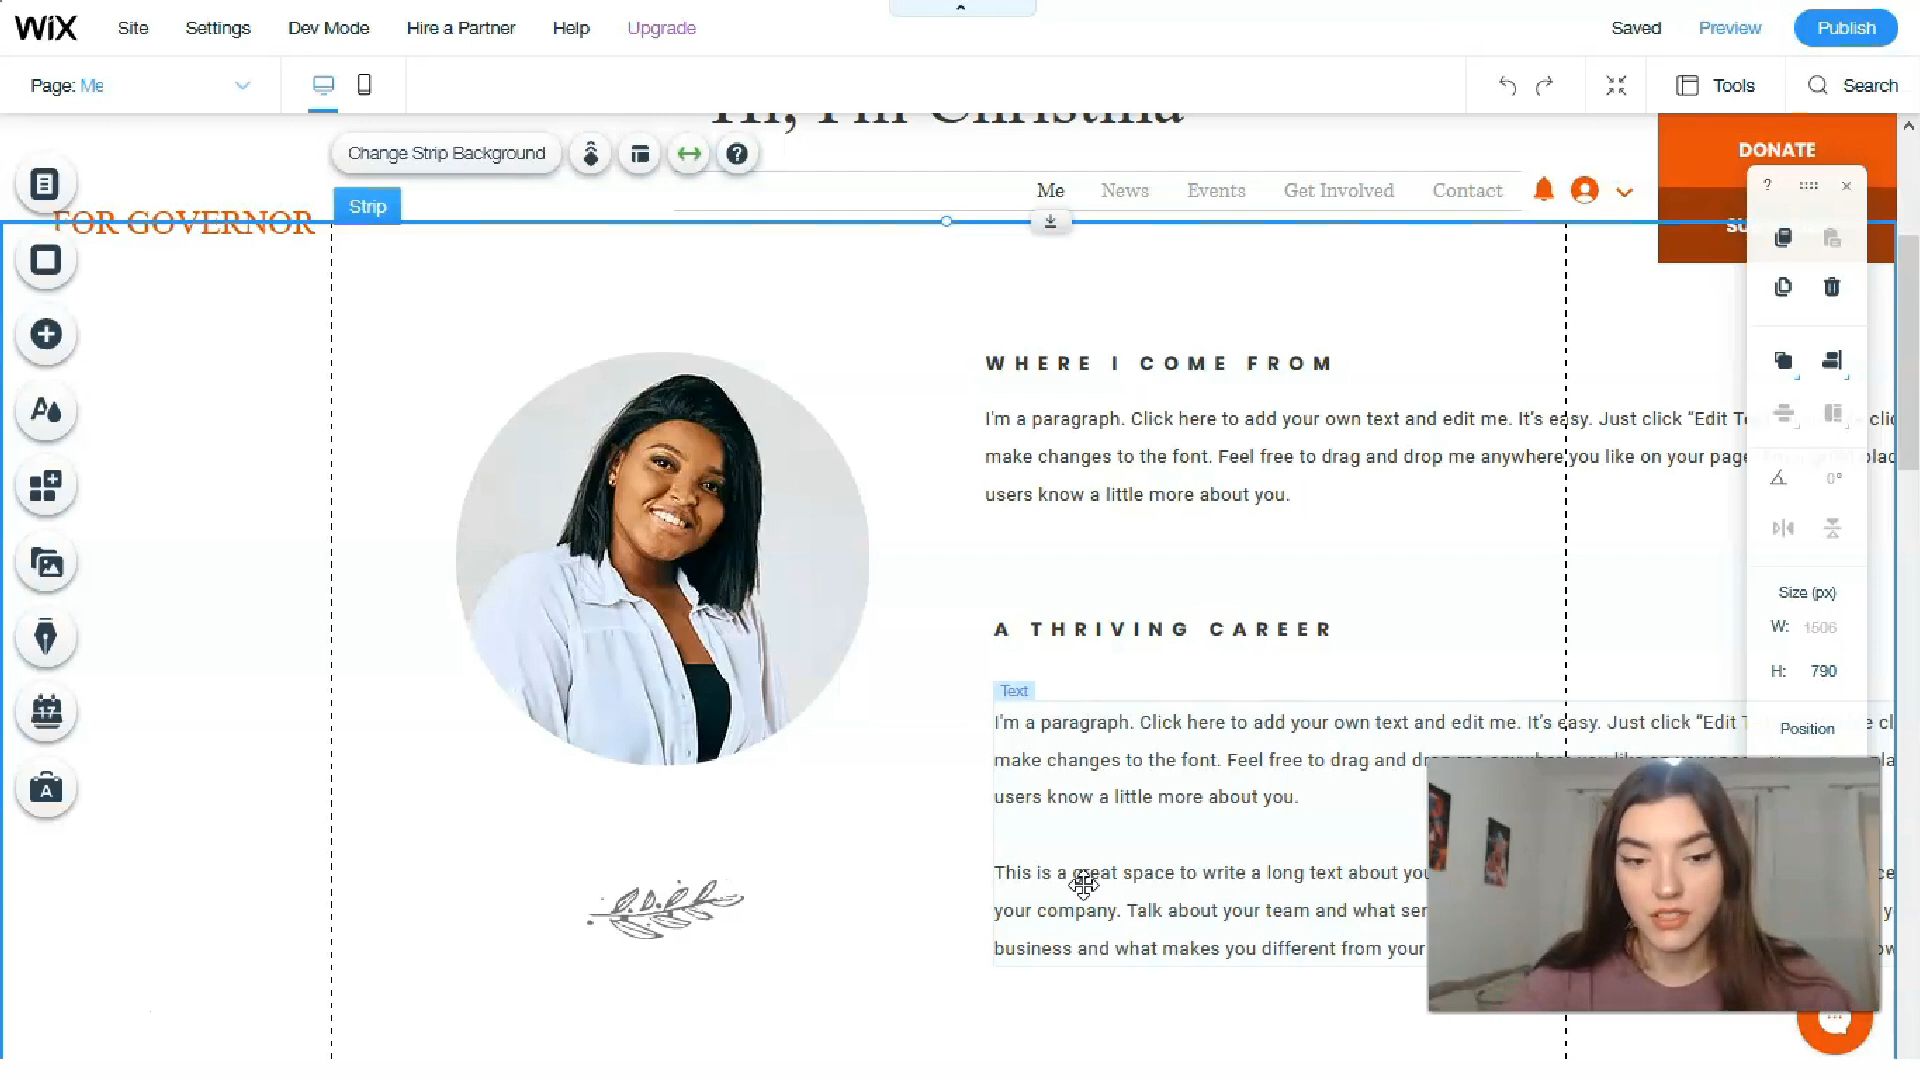 WiX
Site
Settings
Dev Mode
Hire a Partner
Help
Upgrade
Saved
Preview
Publish
Page: Me
Tools
Search
Hi, I'm Christina
Change Strip Background
?
DONATE
Strip
Me
News
Events
Get Involved
Contact
FOR GOVERNOR
?
WHERE I COME FROM
I'm a paragraph. Click here to add your own text and edit me. It's easy. Just click “Edit
make changes to the font. Feel free to drag and drop me anywhere you like on your page
users know a little more about you.
0°
Size (px)
W: 1506
H: 790
Position
A THRIVING CAREER
Text
I'm a paragraph. Click here to add your own text and edit me. It's easy. Just click “Edit
make changes to the font. Feel free to drag and
users know a little more about you.
This is a great space to write a long text about
your company. Talk about your team and what
business and what makes you different from your
17
A